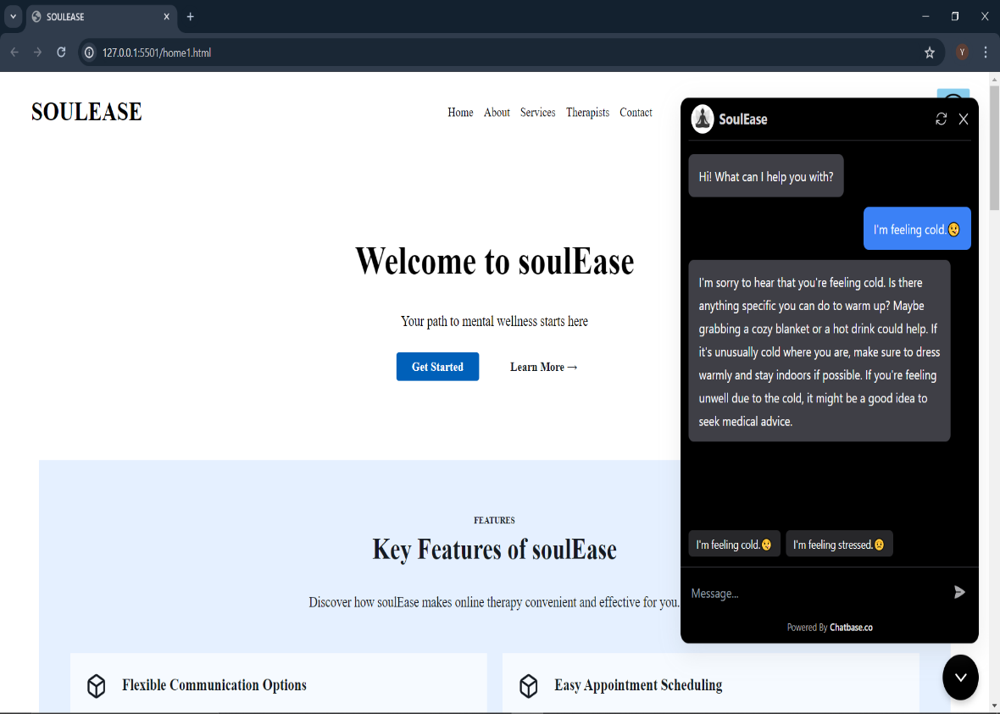 SOULEASE
127.0.0.1:5501/home1.html
Y
SOULEASE
Home About Services Therapists Contact
Welcome to soulEase
Your path to mental wellness starts here
Get Started Learn More →
FEATURES
Key Features of soulEase
Discover how soulEase makes online therapy convenient and effective for you.
Flexible Communication Options
Easy Appointment Scheduling
SoulEase
Hi! What can I help you with?
I'm feeling cold.🫠
I'm sorry to hear that you're feeling cold. Is there
anything specific you can do to warm up? Maybe
grabbing a cozy blanket or a hot drink could help. If
it's unusually cold where you are, make sure to dress
warmly and stay indoors if possible. If you're feeling
unwell due to the cold, it might be a good idea to
seek medical advice.
I'm feeling cold.🫠 I'm feeling stressed.😟
Message...
Powered By Chatbase.co